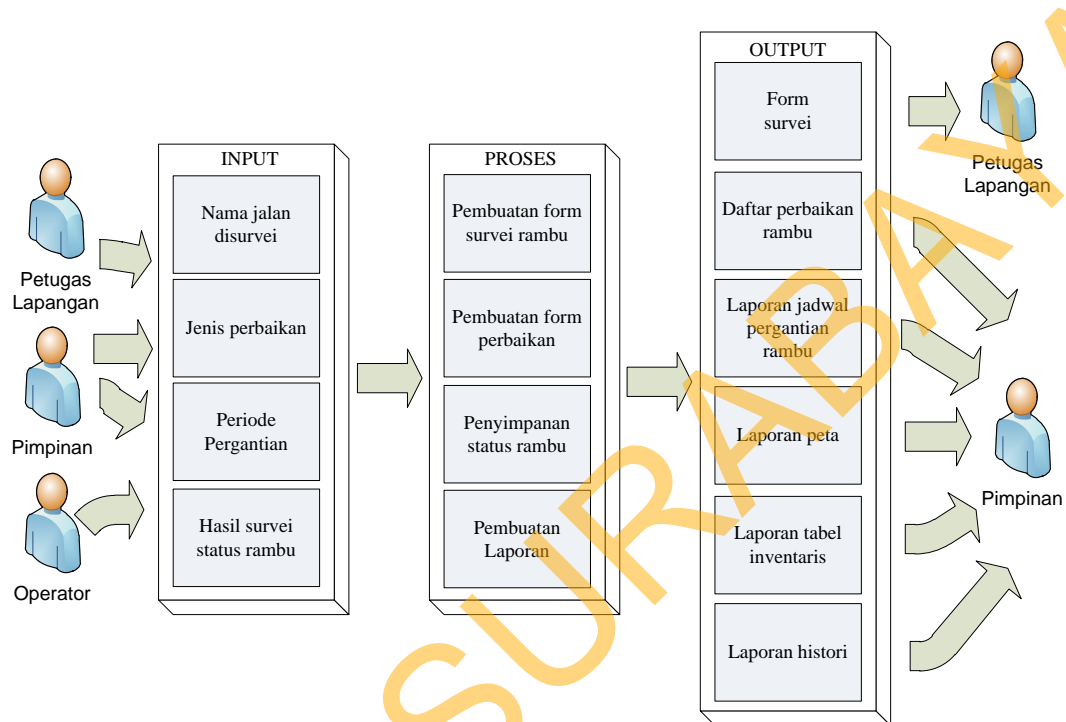 Petugas
Lapangan
Pimpinan
Operator
INPUT
Nama jalan
disurvei
Jenis perbaikan
Periode
Pergantian
Hasil survei
status rambu
PROSES
Pembuatan form
survei rambu
Pembuatan form
perbaikan
Penyimpanan
status rambu
Pembuatan
Laporan
OUTPUT
Form
survei
Daftar perbaikan
rambu
Laporan jadwal
pergantian
rambu
Laporan peta
Laporan tabel
inventaris
Laporan histori
Petugas
Lapangan
Pimpinan
SURABAYA